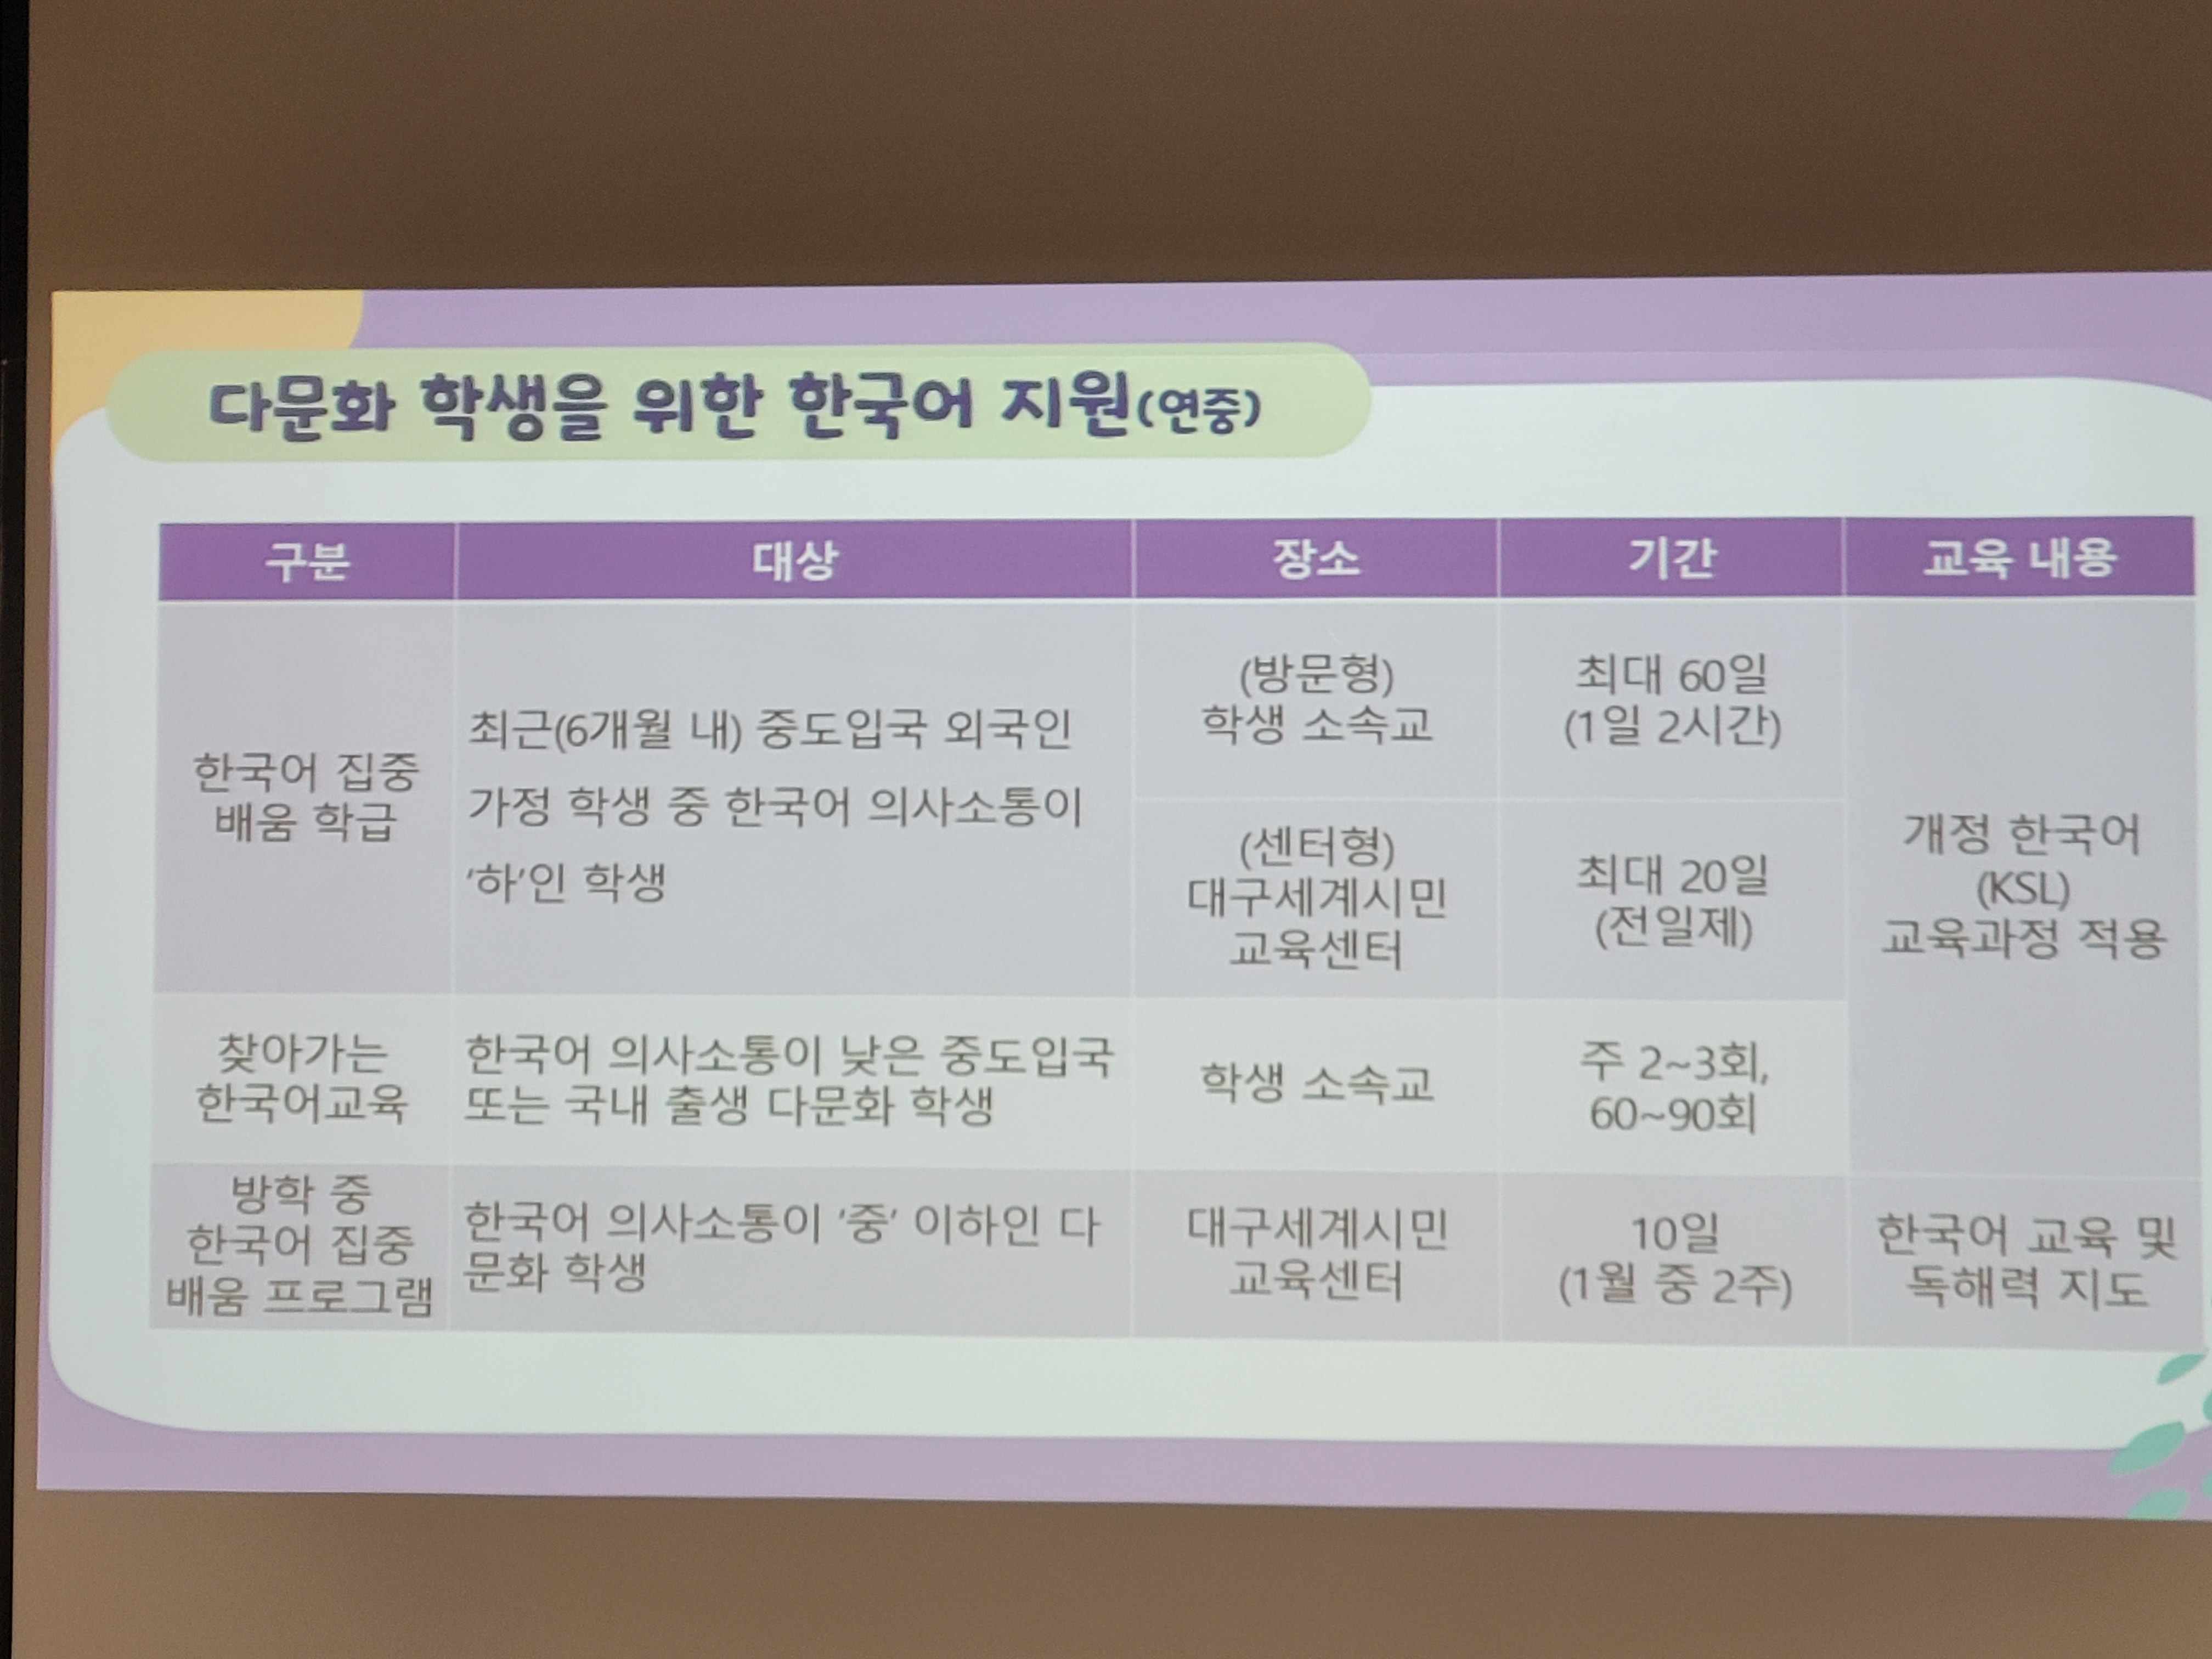 다문화 학생을 위한 한국어 지원(연중)
구분
대상
장소
기간
교육 내용
한국어 집중
배움 학급
최근(6개월 내) 중도입국 외국인
가정 학생 중 한국어 의사소통이
‘하’인 학생
(방문형)
학생 소속교
최대 60일
(1일 2시간)
(센터형)
대구세계시민
교육센터
최대 20일
(전일제)
개정 한국어
(KSL)
교육과정 적용
찾아가는
한국어교육
한국어 의사소통이 낮은 중도입국
또는 국내 출생 다문화 학생
학생 소속교
주 2~3회,
60~90회
방학 중
한국어 집중
배움 프로그램
한국어 의사소통이 ‘중’ 이하인 다
문화 학생
대구세계시민
교육센터
10일
(1월 중 2주)
한국어 교육 및
독해력 지도